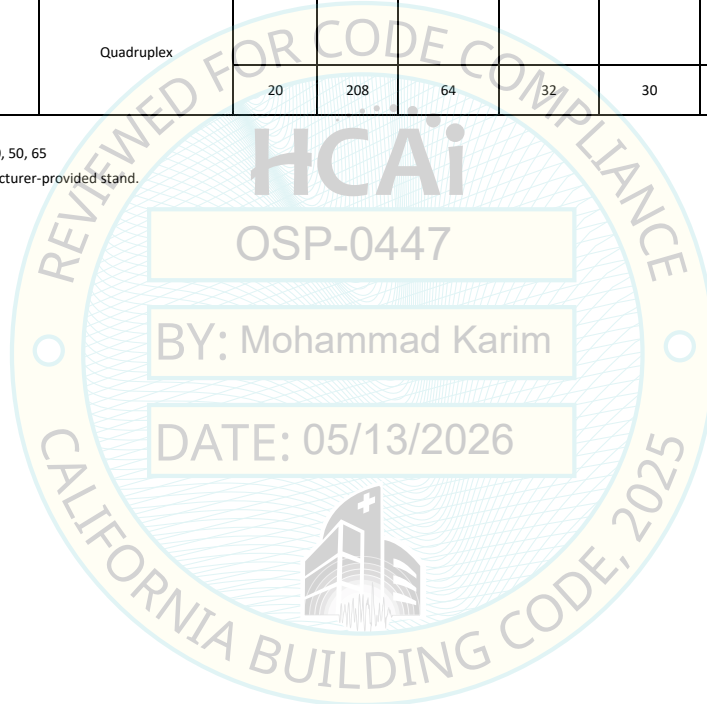 Quadruplex
20 208 64 32 30
, 50, 65
cturer-provided stand.
REVIEWED FOR CODE COMPLIANCE
HCAi
OSP-0447
BY: Mohammad Karim
DATE: 05/13/2026
CALIFORNIA BUILDING CODE, 2025